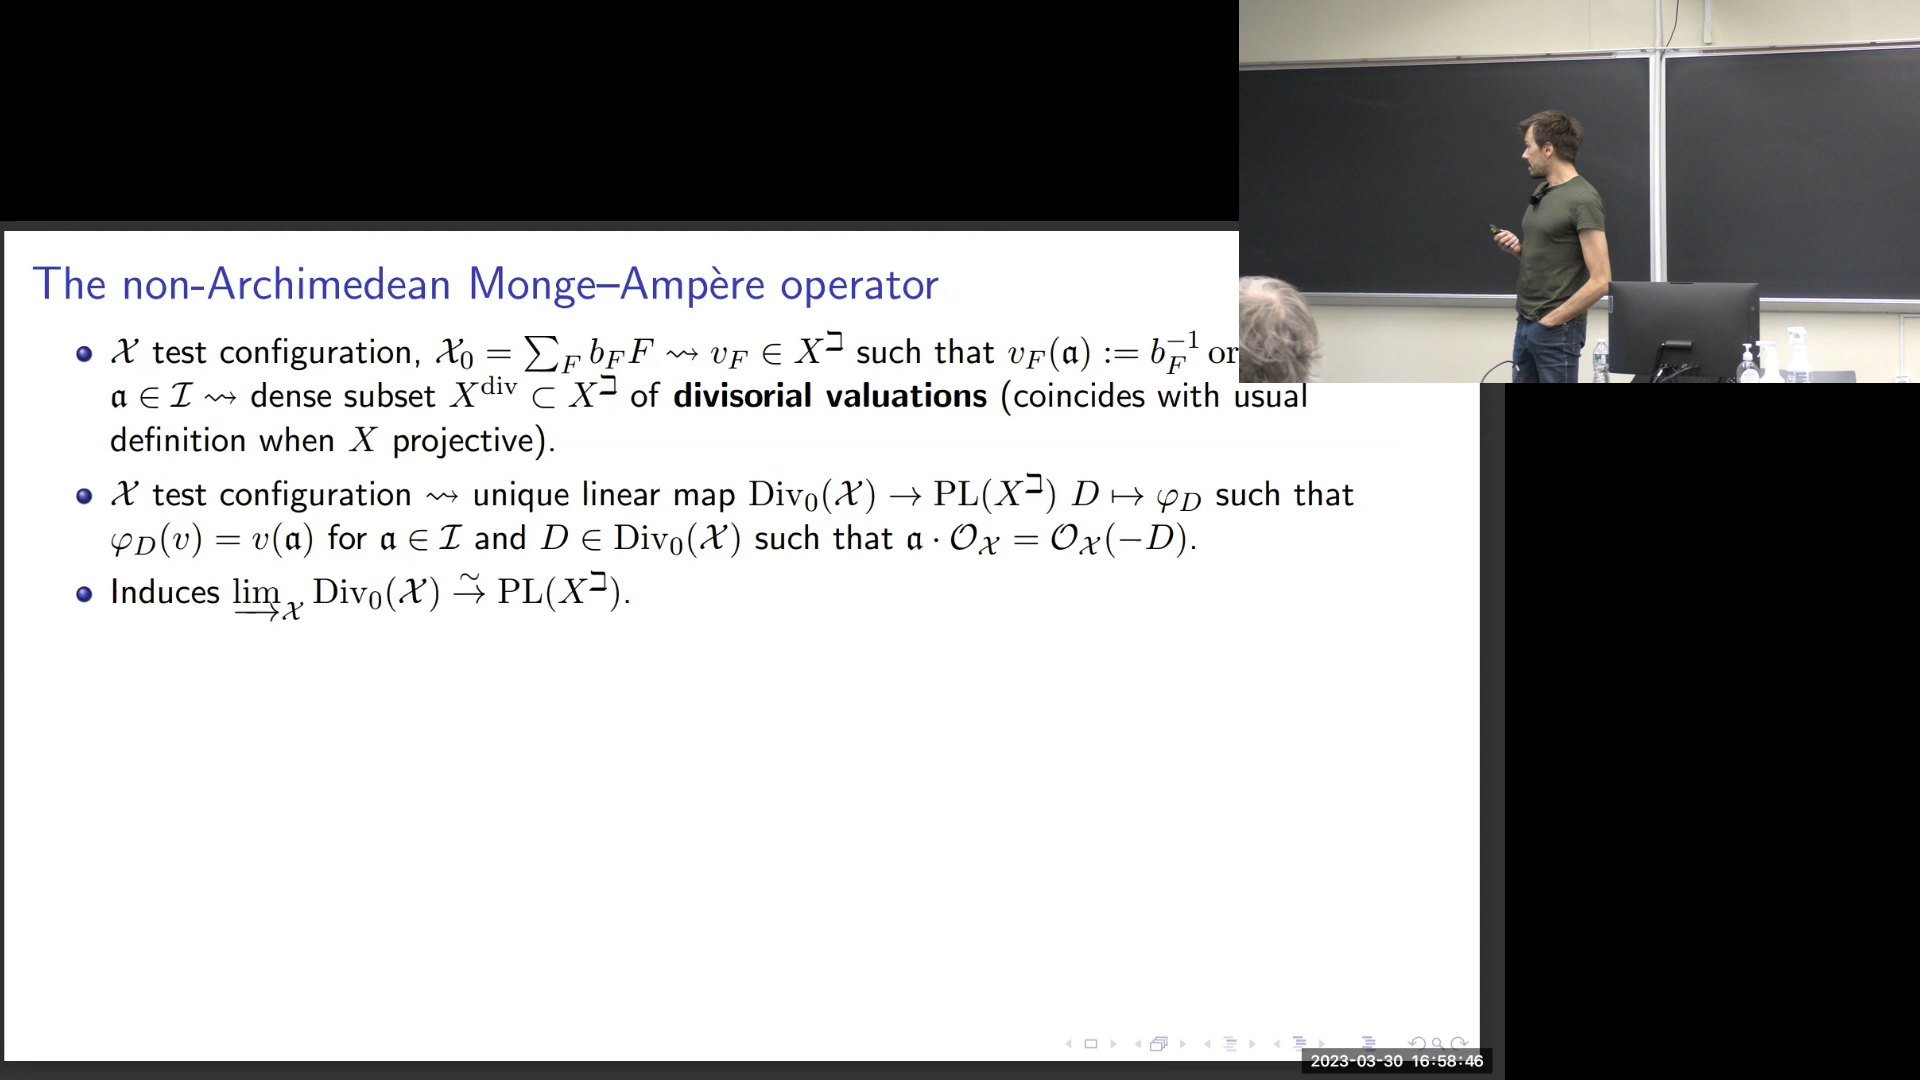 The non-Archimedean Monge–Ampère operator
𝒳 test configuration, 𝒳₀ = ∑_F b_F F ⇝ v_F ∈ X^ℶ such that v_F(𝔞) := b_F^{-1} or
𝔞 ∈ ℐ ⇝ dense subset X^div ⊂ X^ℶ of divisorial valuations (coincides with usual
definition when X projective).
𝒳 test configuration ⇝ unique linear map Div₀(𝒳) → PL(X^ℶ) D ↦ φ_D such that
φ_D(v) = v(𝔞) for 𝔞 ∈ ℐ and D ∈ Div₀(𝒳) such that 𝔞 · 𝒪_𝒳 = 𝒪_𝒳(−D).
Induces lim_→𝒳 Div₀(𝒳) ⥲ PL(X^ℶ).
2023-03-30 16:58:46